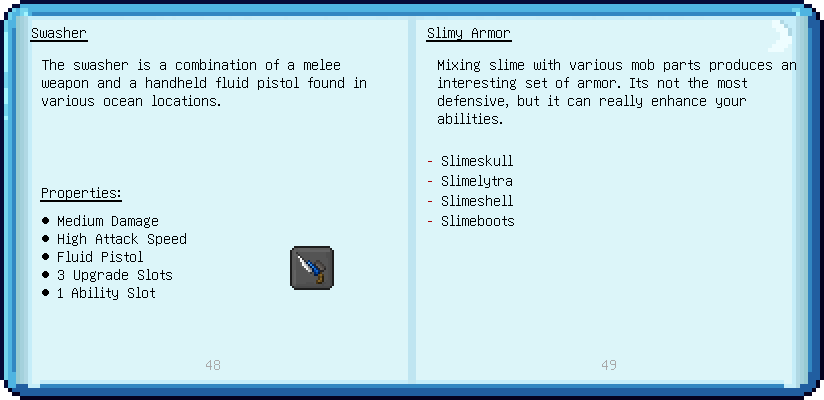 Swasher
The swasher is a combination of a melee
weapon and a handheld fluid pistol found in
various ocean locations.
Properties:
● Medium Damage
● High Attack Speed
● Fluid Pistol
● 3 Upgrade Slots
● 1 Ability Slot
48
Slimy Armor
Mixing slime with various mob parts produces an
interesting set of armor. Its not the most
defensive, but it can really enhance your
abilities.
- Slimeskull
- Slimelytra
- Slimeshell
- Slimeboots
49